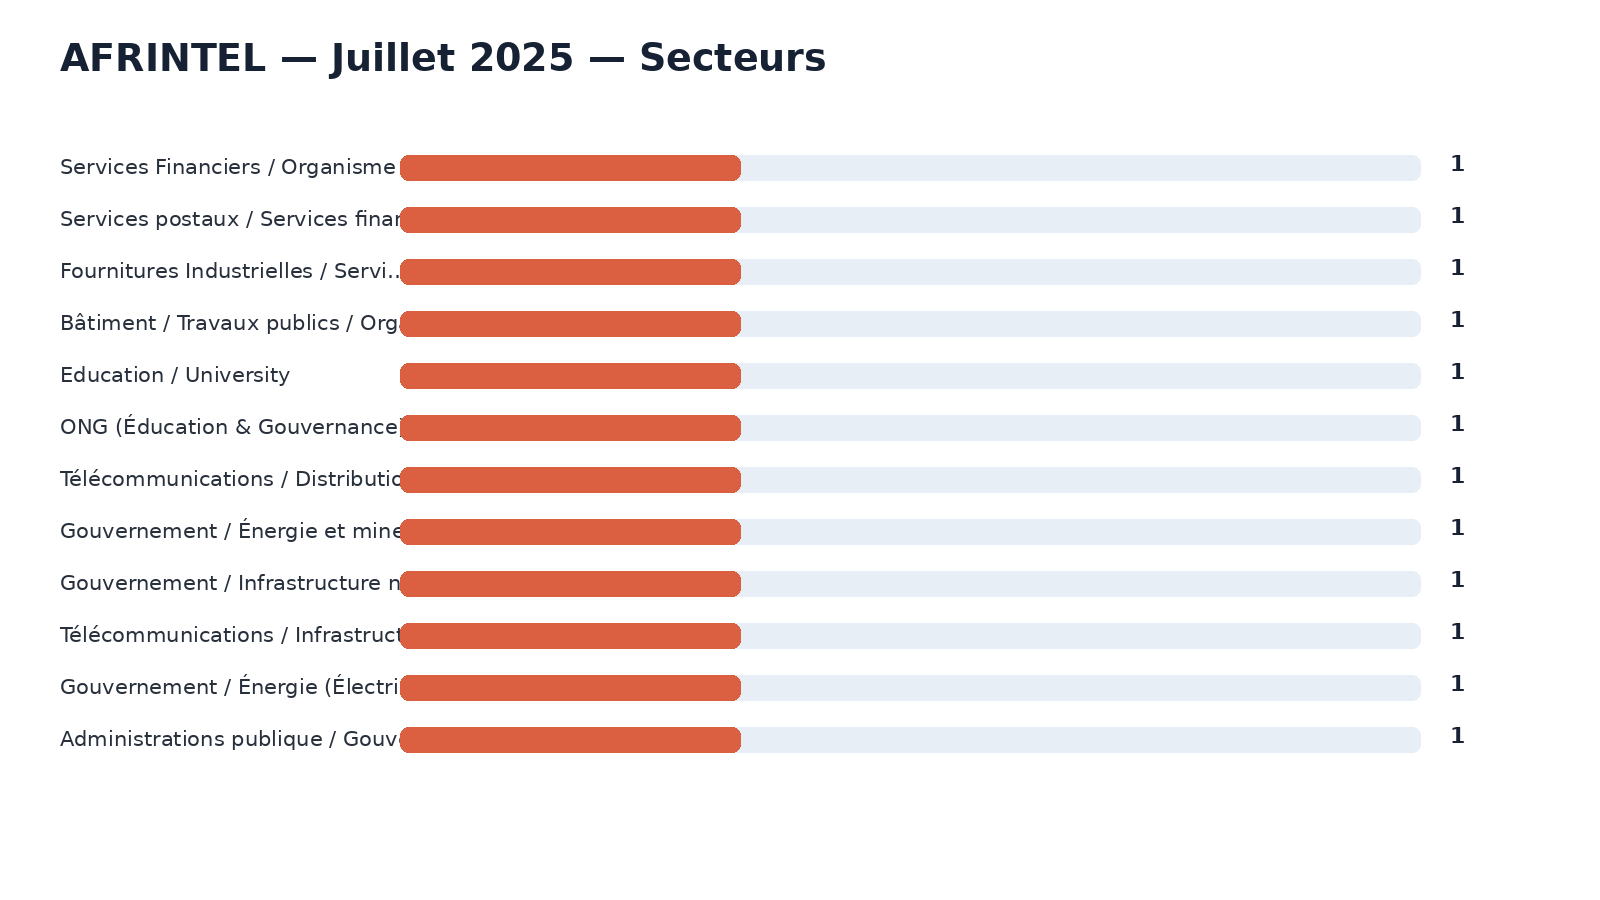 AFRINTEL — Juillet 2025 — Secteurs
Services Financiers / Organisme 1
Services postaux / Services finan 1
Fournitures Industrielles / Servi… 1
Bâtiment / Travaux publics / Orga 1
Education / University 1
ONG (Éducation & Gouvernance) 1
Télécommunications / Distributio 1
Gouvernement / Énergie et mine 1
Gouvernement / Infrastructure n 1
Télécommunications / Infrastruct 1
Gouvernement / Énergie (Électri 1
Administrations publique / Gouve 1